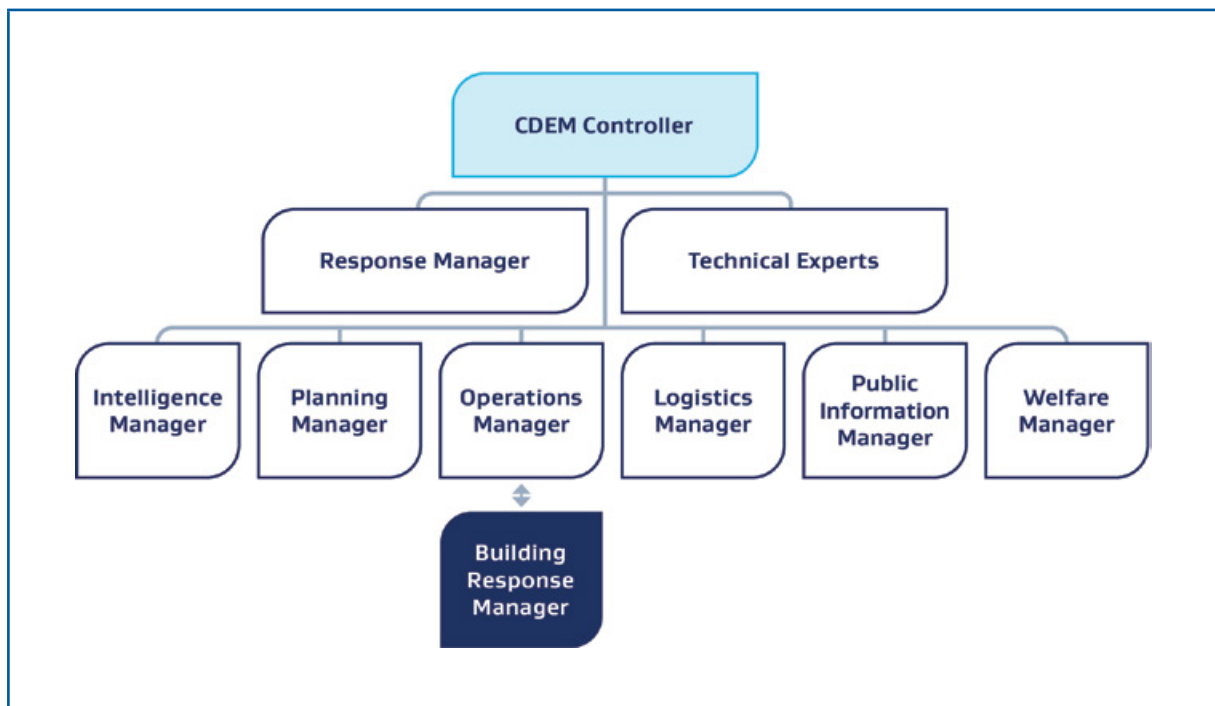 CDEM Controller
Response Manager
Technical Experts
Intelligence
Manager
Planning
Manager
Operations
Manager
Logistics
Manager
Public
Information
Manager
Welfare
Manager
Building
Response
Manager